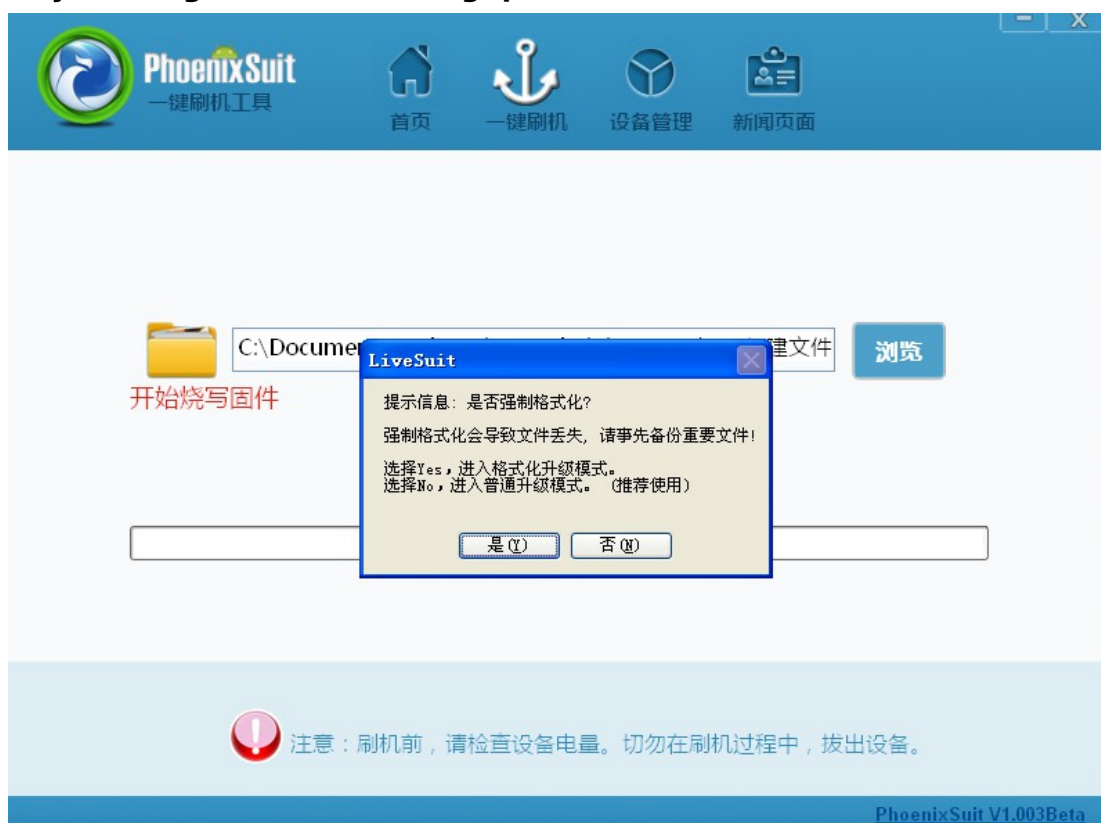 PhoenixSuit
一键刷机工具
首页
一键刷机
设备管理
新闻页面
C:\Docume
建文件
浏览
开始烧写固件
LiveSuit
提示信息: 是否强制格式化?
强制格式化会导致文件丢失, 请事先备份重要文件!
选择Yes,进入格式化升级模式。
选择No,进入普通升级模式。 (推荐使用)
是(Y)
否(N)
注意:刷机前,请检查设备电量。切勿在刷机过程中,拔出设备。
PhoenixSuit V1.003Beta